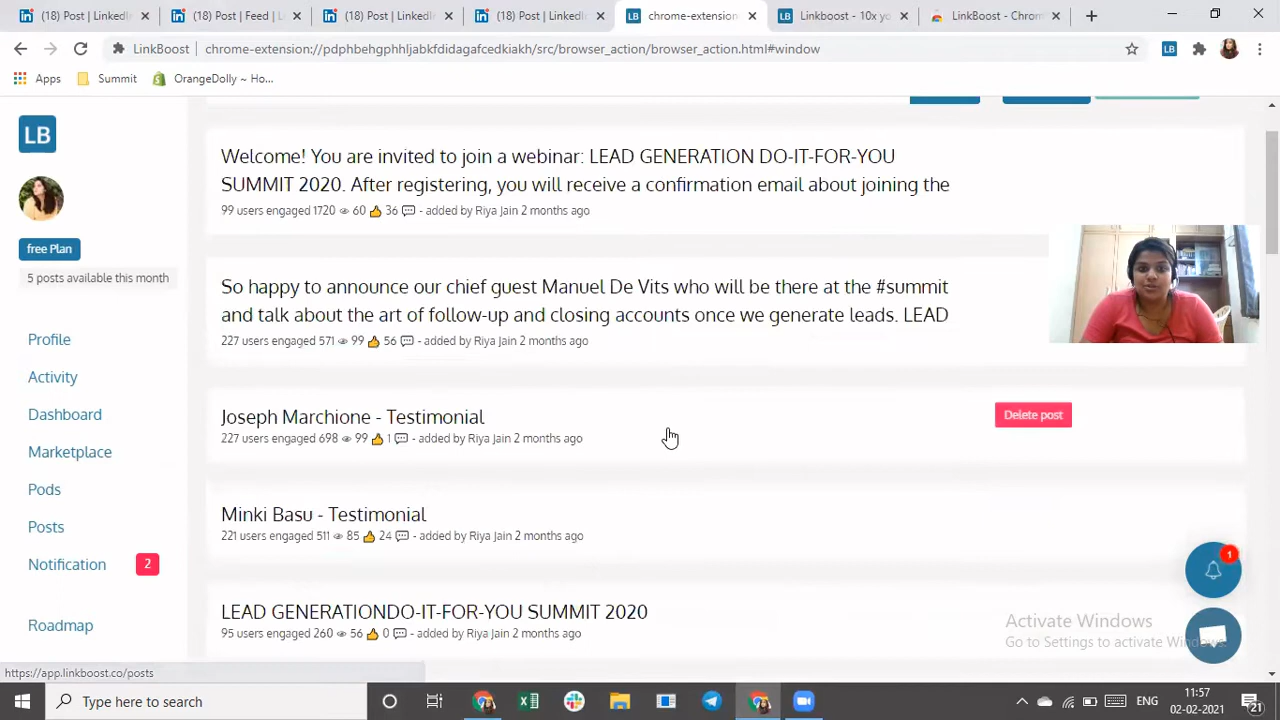 (18) Post | LinkedI
(18) Post | Feed | L
(18) Post | LinkedI
(18) Post | LinkedI
chrome-extension
Linkboost - 10x yo
LinkBoost - Chrom
LinkBoost | chrome-extension://pdphbehgphhljabkfdidagafcedkiakh/src/browser_action/browser_action.html#window
LB
Apps
Summit
OrangeDolly ~ Ho...
LB
free Plan
5 posts available this month
Profile
Activity
Dashboard
Marketplace
Pods
Posts
Notification 2
Roadmap
Welcome! You are invited to join a webinar: LEAD GENERATION DO-IT-FOR-YOU
SUMMIT 2020. After registering, you will receive a confirmation email about joining the
99 users engaged 1720 60 36 - added by Riya Jain 2 months ago
So happy to announce our chief guest Manuel De Vits who will be there at the #summit
and talk about the art of follow-up and closing accounts once we generate leads. LEAD
227 users engaged 571 99 56 - added by Riya Jain 2 months ago
Joseph Marchione - Testimonial
227 users engaged 698 99 1 - added by Riya Jain 2 months ago
Delete post
Minki Basu - Testimonial
221 users engaged 511 85 24 - added by Riya Jain 2 months ago
LEAD GENERATIONDO-IT-FOR-YOU SUMMIT 2020
95 users engaged 260 56 0 - added by Riya Jain 2 months ago
1
Activate Windows
Go to Settings to activate Windows.
https://app.linkboost.co/posts
Type here to search
ENG
11:57
02-02-2021
21